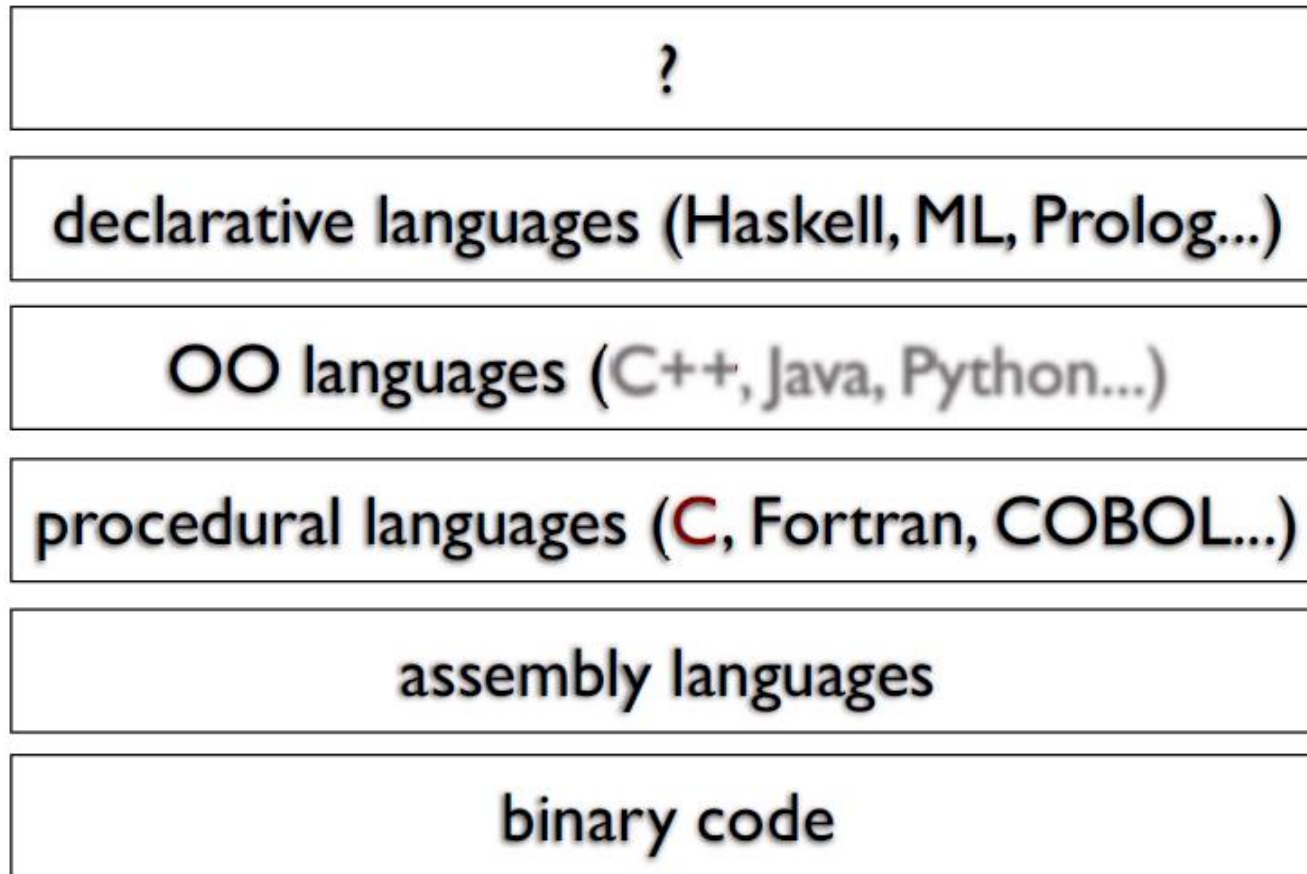 ?
declarative languages (Haskell, ML, Prolog...)
OO languages (C++, Java, Python...)
procedural languages (C, Fortran, COBOL...)
assembly languages
binary code